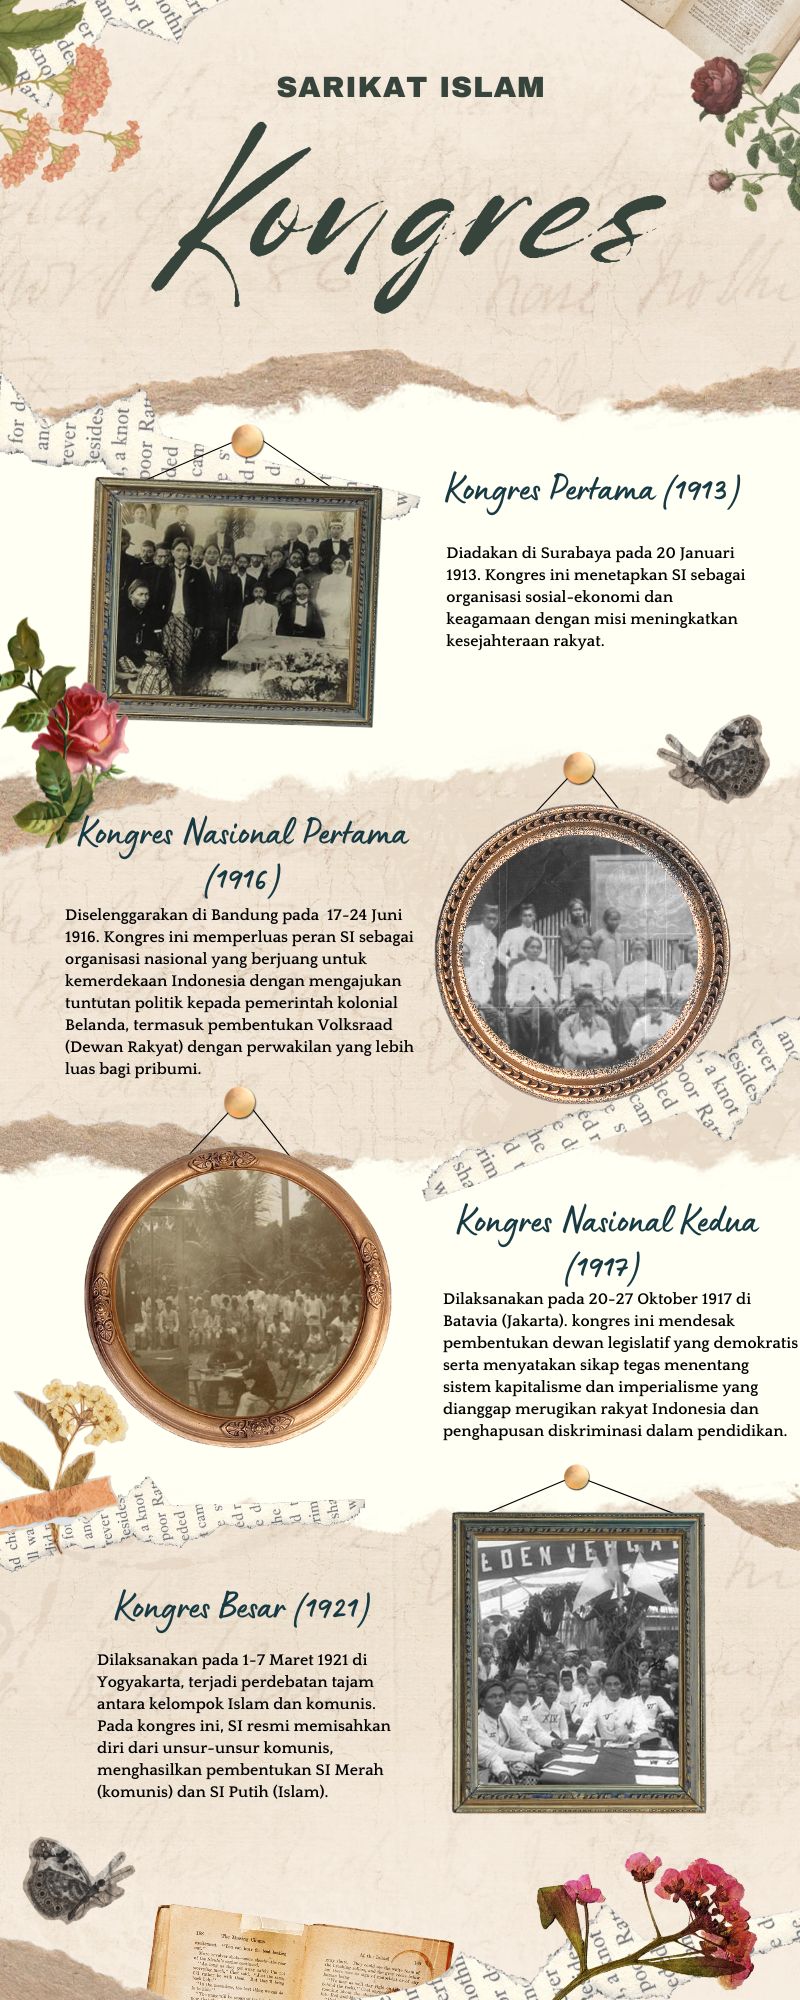 SARIKAT ISLAM
Kongres
Kongres Pertama (1913)
Diadakan di Surabaya pada 20 Januari
1913. Kongres ini menetapkan SI sebagai
organisasi sosial-ekonomi dan
keagamaan dengan misi meningkatkan
kesejahteraan rakyat.
Kongres Nasional Pertama
(1916)
Diselenggarakan di Bandung pada 17-24 Juni
1916. Kongres ini memperluas peran SI sebagai
organisasi nasional yang berjuang untuk
kemerdekaan Indonesia dengan mengajukan
tuntutan politik kepada pemerintah kolonial
Belanda, termasuk pembentukan Volksraad
(Dewan Rakyat) dengan perwakilan yang lebih
luas bagi pribumi.
Kongres Nasional Kedua
(1917)
Dilaksanakan pada 20-27 Oktober 1917 di
Batavia (Jakarta). kongres ini mendesak
pembentukan dewan legislatif yang demokratis
serta menyatakan sikap tegas menentang
sistem kapitalisme dan imperialisme yang
dianggap merugikan rakyat Indonesia dan
penghapusan diskriminasi dalam pendidikan.
Kongres Besar (1921)
Dilaksanakan pada 1-7 Maret 1921 di
Yogyakarta, terjadi perdebatan tajam
antara kelompok Islam dan komunis.
Pada kongres ini, SI resmi memisahkan
diri dari unsur-unsur komunis,
menghasilkan pembentukan SI Merah
(komunis) dan SI Putih (Islam).